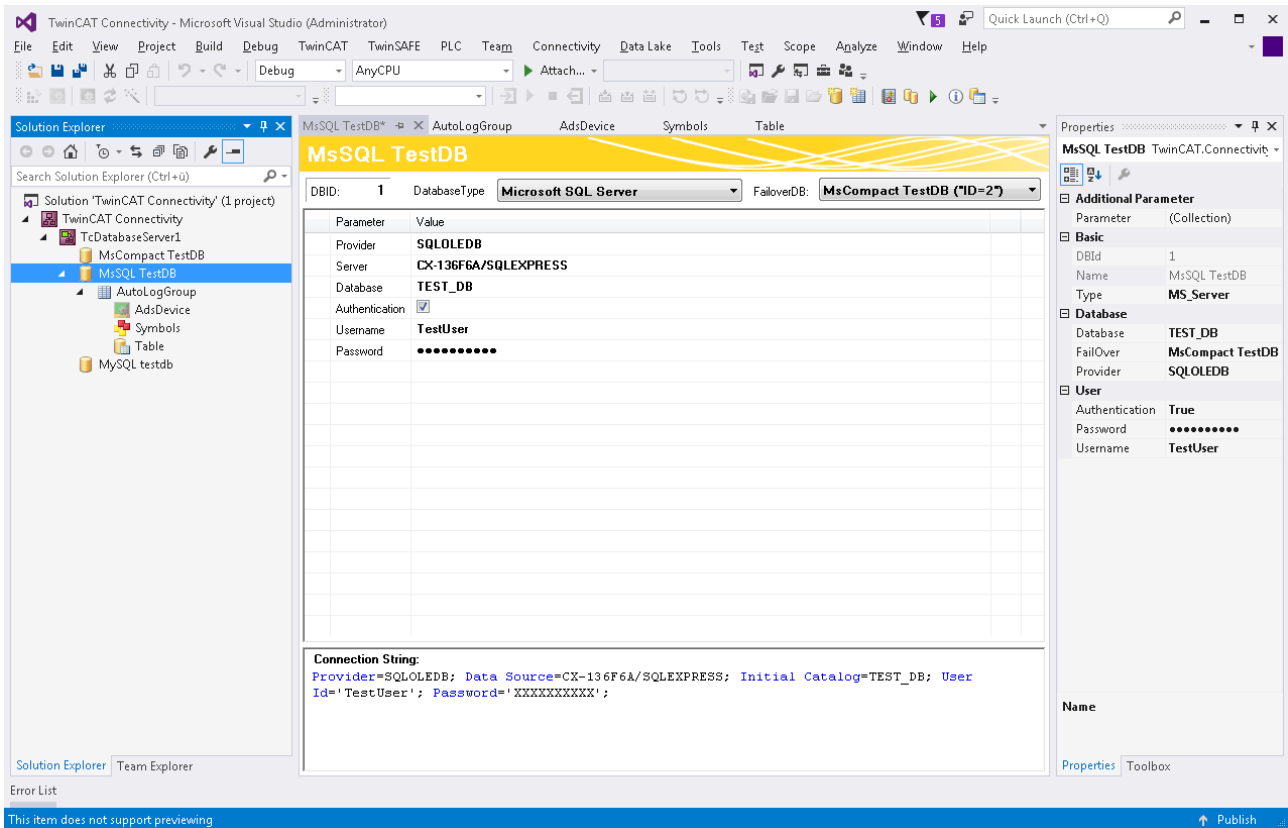 TwinCAT Connectivity - Microsoft Visual Studio (Administrator)
5
Quick Launch (Ctrl+Q)
File Edit View Project Build Debug TwinCAT TwinSAFE PLC Team Connectivity Data Lake Tools Test Scope Analyze Window Help
Debug AnyCPU Attach...
Solution Explorer
Search Solution Explorer (Ctrl+ü)
Solution 'TwinCAT Connectivity' (1 project)
TwinCAT Connectivity
TcDatabaseServer1
MsCompact TestDB
MsSQL TestDB
AutoLogGroup
AdsDevice
Symbols
Table
MySQL testdb
Solution Explorer Team Explorer
MsSQL TestDB* AutoLogGroup AdsDevice Symbols Table
MsSQL TestDB
DBID: 1 DatabaseType Microsoft SQL Server FailoverDB: MsCompact TestDB ("ID=2")
Parameter Value
Provider SQLOLEDB
Server CX-136F6A/SQLEXPRESS
Database TEST_DB
Authentication
Username TestUser
Password ●●●●●●●●●●
Connection String:
Provider=SQLOLEDB; Data Source=CX-136F6A/SQLEXPRESS; Initial Catalog=TEST_DB; User
Id='TestUser'; Password='XXXXXXXXXX';
Properties
MsSQL TestDB TwinCAT.Connectivit
Additional Parameter
Parameter (Collection)
Basic
DBId 1
Name MsSQL TestDB
Type MS_Server
Database
Database TEST_DB
FailOver MsCompact TestDB
Provider SQLOLEDB
User
Authentication True
Password ●●●●●●●●●●
Username TestUser
Name
Properties Toolbox
Error List
This item does not support previewing
Publish